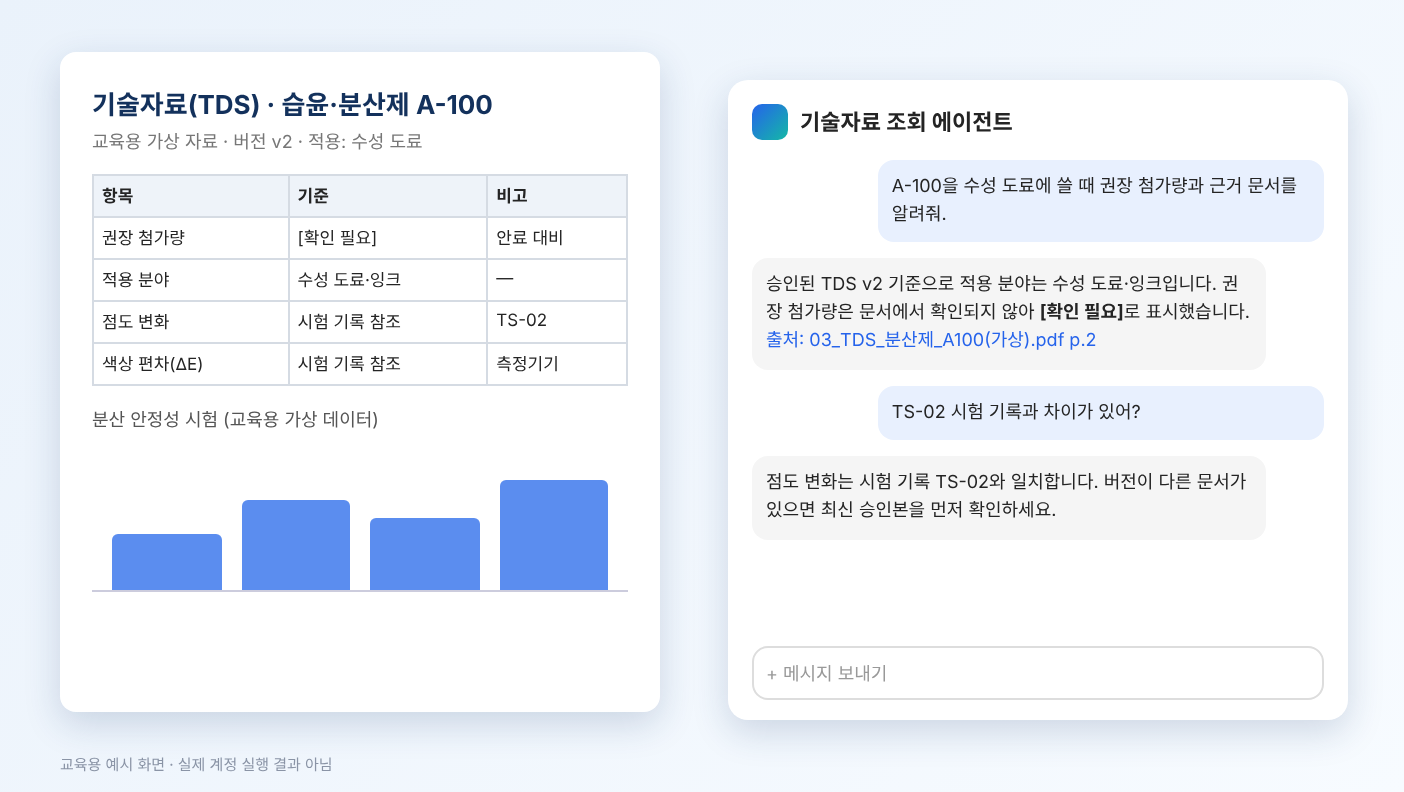 기술자료(TDS) · 습윤·분산제 A-100
교육용 가상 자료 · 버전 v2 · 적용: 수성 도료
항목 기준 비고
권장 첨가량 [확인 필요] 안료 대비
적용 분야 수성 도료·잉크 —
점도 변화 시험 기록 참조 TS-02
색상 편차(ΔE) 시험 기록 참조 측정기기
분산 안정성 시험 (교육용 가상 데이터)
기술자료 조회 에이전트
A-100을 수성 도료에 쓸 때 권장 첨가량과 근거 문서를
알려줘.
승인된 TDS v2 기준으로 적용 분야는 수성 도료·잉크입니다. 권
장 첨가량은 문서에서 확인되지 않아 [확인 필요]로 표시했습니다.
출처: 03_TDS_분산제_A100(가상).pdf p.2
TS-02 시험 기록과 차이가 있어?
점도 변화는 시험 기록 TS-02와 일치합니다. 버전이 다른 문서가
있으면 최신 승인본을 먼저 확인하세요.
+ 메시지 보내기
교육용 예시 화면 · 실제 계정 실행 결과 아님